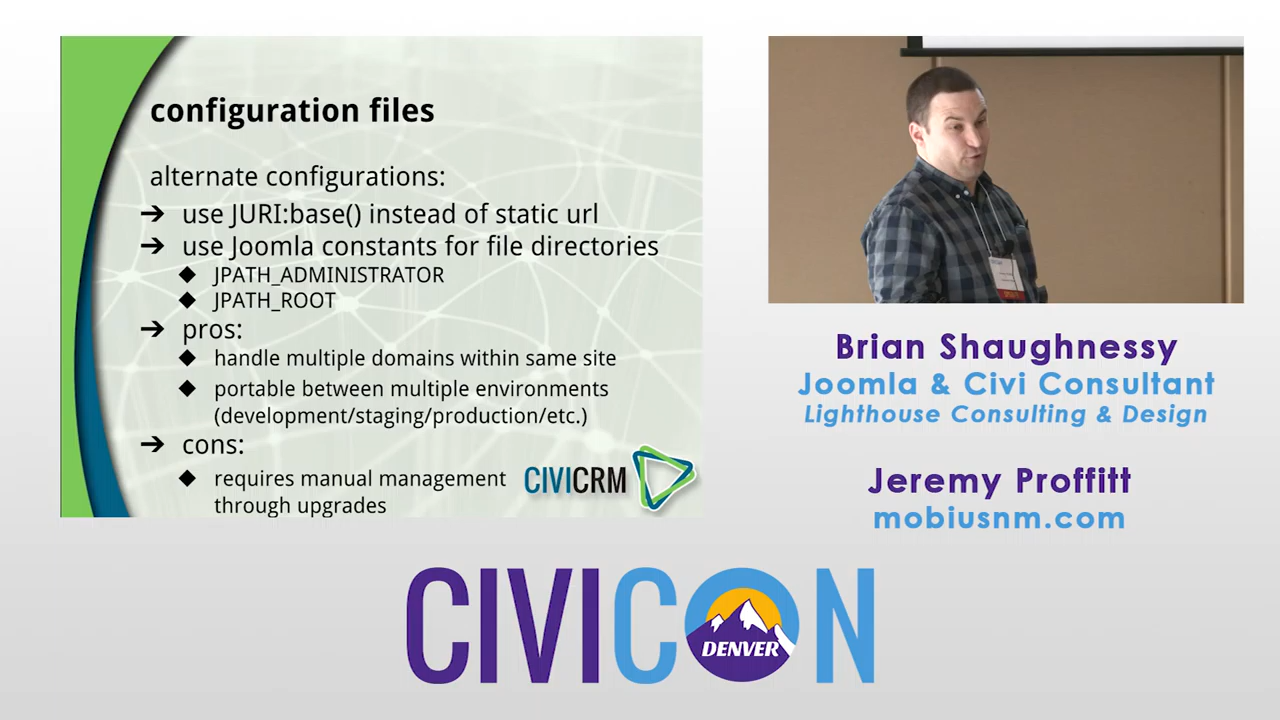 configuration files
alternate configurations:
➔ use JURI:base() instead of static url
➔ use Joomla constants for file directories
◆ JPATH_ADMINISTRATOR
◆ JPATH_ROOT
➔ pros:
◆ handle multiple domains within same site
◆ portable between multiple environments
(development/staging/production/etc.)
➔ cons:
◆ requires manual management
through upgrades
CIVICRM
Brian Shaughnessy
Joomla & Civi Consultant
Lighthouse Consulting & Design
Jeremy Proffitt
mobiusnm.com
CIVICON
DENVER